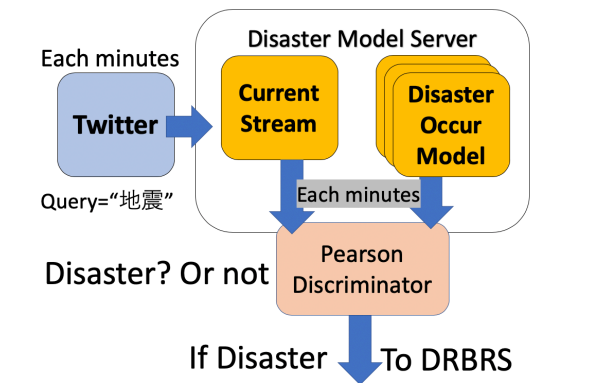 Disaster Model Server
Each minutes
Twitter
Query=“地震”
Current
Stream
Disaster
Occur
Model
Each minutes
Pearson
Discriminator
Disaster? Or not
If Disaster
To DRBRS